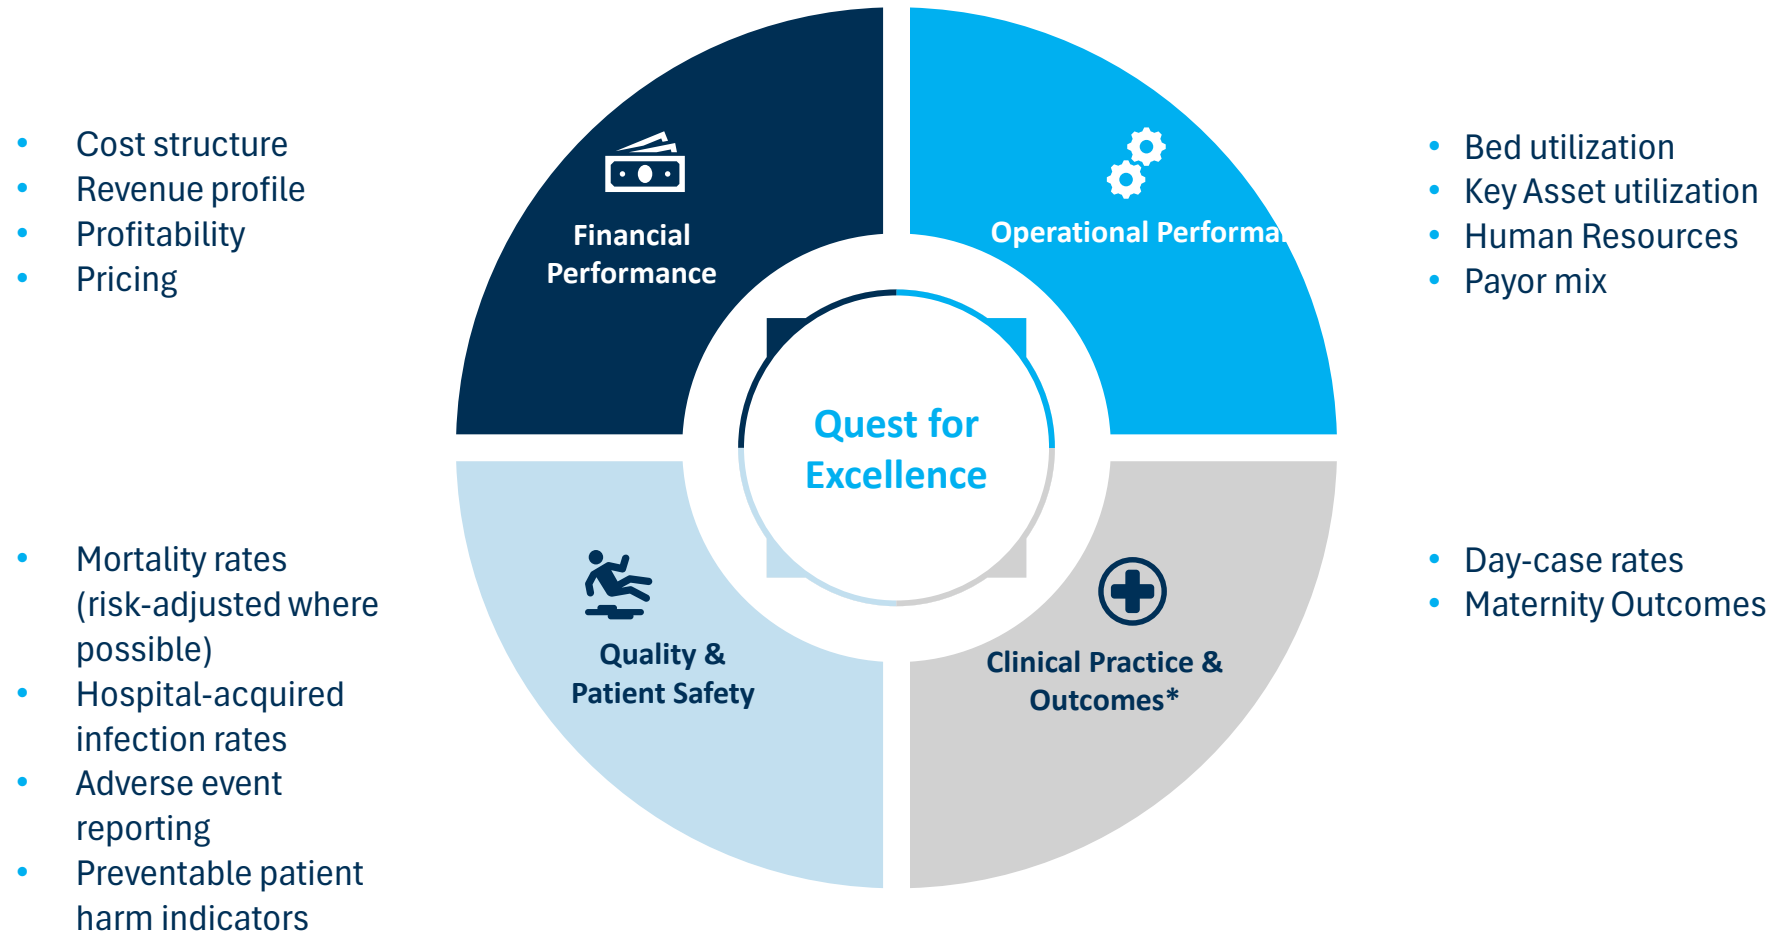 • Cost structure
• Revenue profile
• Profitability
• Pricing
Financial
Performance
Operational Performa
• Bed utilization
• Key Asset utilization
• Human Resources
• Payor mix
Quest for
Excellence
• Mortality rates
(risk-adjusted where
possible)
• Hospital-acquired
infection rates
• Adverse event
reporting
• Preventable patient
harm indicators
Quality &
Patient Safety
Clinical Practice &
Outcomes*
• Day-case rates
• Maternity Outcomes